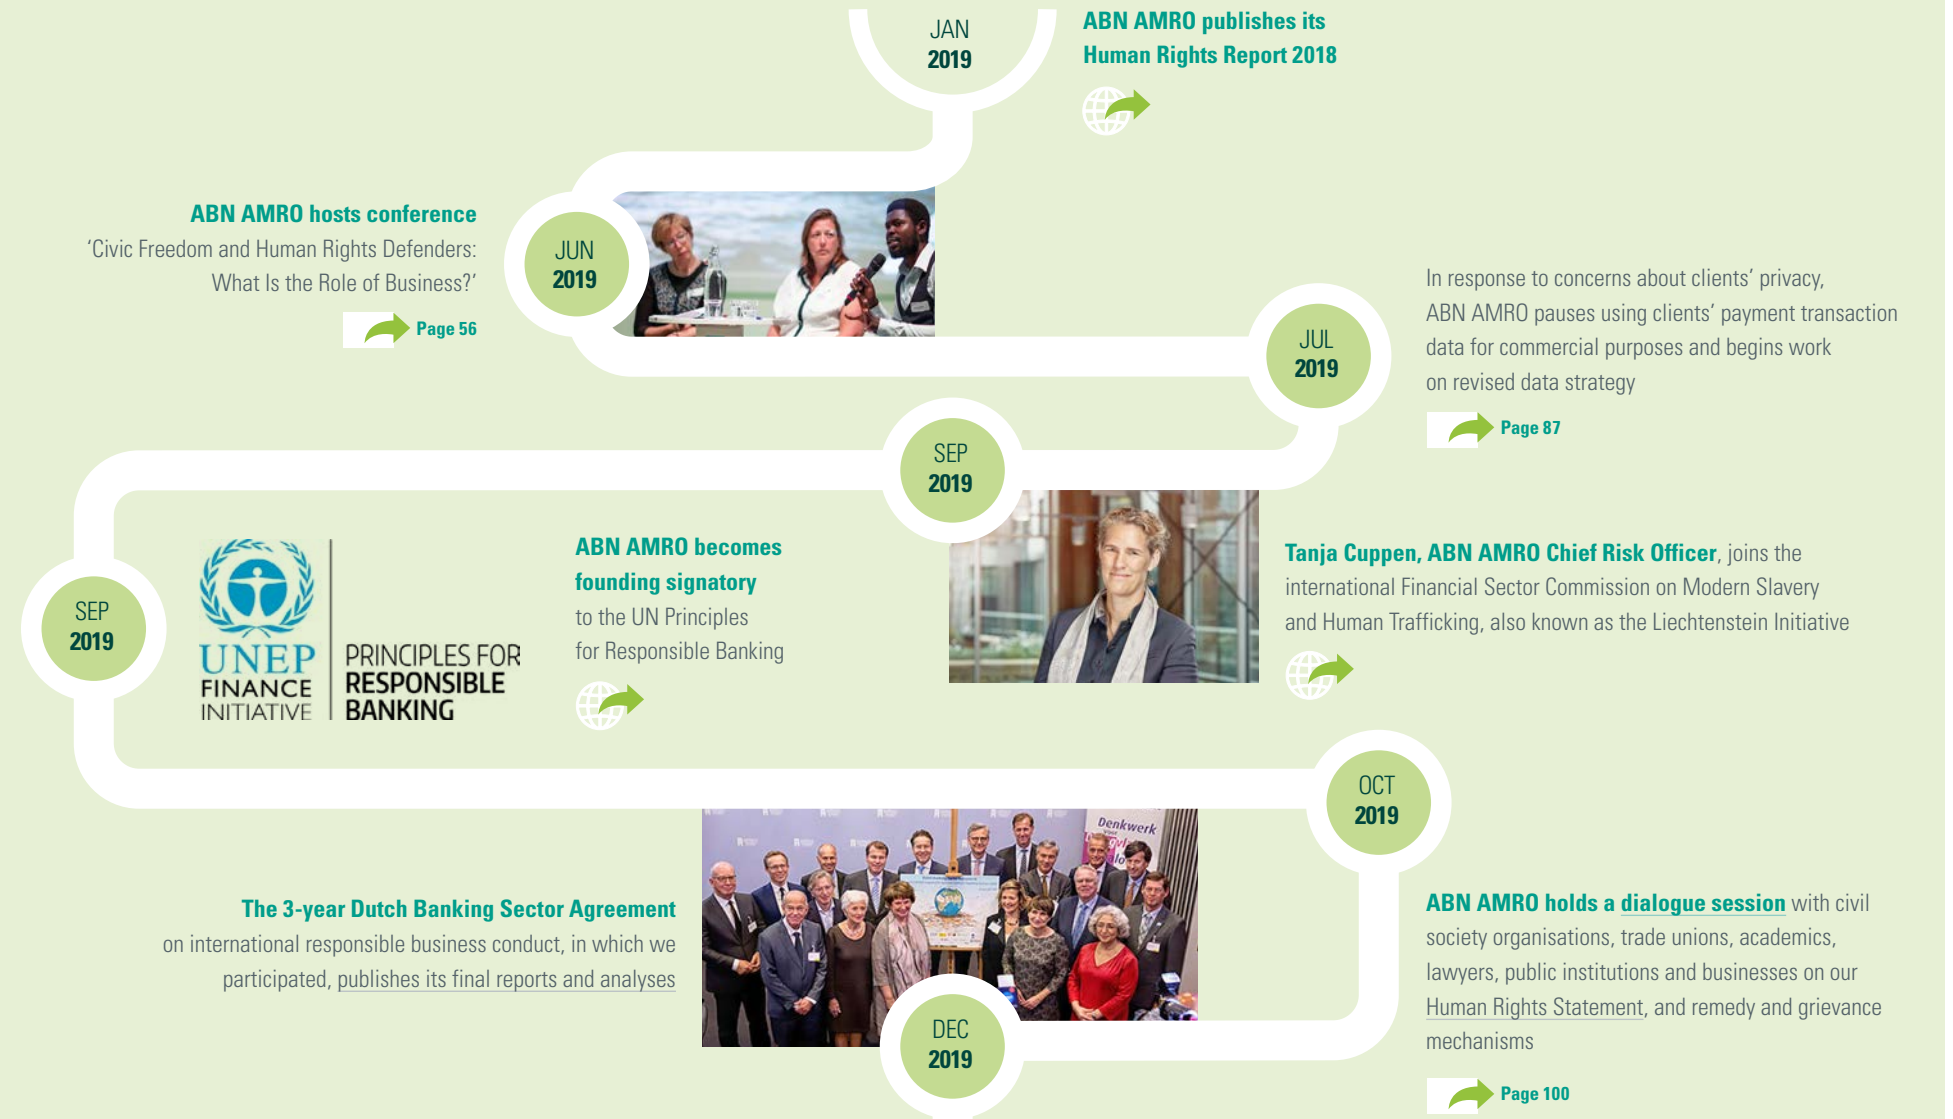 JAN
2019
ABN AMRO publishes its
Human Rights Report 2018
ABN AMRO hosts conference
‘Civic Freedom and Human Rights Defenders:
What Is the Role of Business?’
Page 56
JUN
2019
JUL
2019
In response to concerns about clients’ privacy,
ABN AMRO pauses using clients’ payment transaction
data for commercial purposes and begins work
on revised data strategy
Page 87
SEP
2019
Tanja Cuppen, ABN AMRO Chief Risk Officer, joins the
international Financial Sector Commission on Modern Slavery
and Human Trafficking, also known as the Liechtenstein Initiative
SEP
2019
UNEP
FINANCE
INITIATIVE
PRINCIPLES FOR
RESPONSIBLE
BANKING
ABN AMRO becomes
founding signatory
to the UN Principles
for Responsible Banking
OCT
2019
ABN AMRO holds a dialogue session with civil
society organisations, trade unions, academics,
lawyers, public institutions and businesses on our
Human Rights Statement, and remedy and grievance
mechanisms
Page 100
Denkwerk
The 3-year Dutch Banking Sector Agreement
on international responsible business conduct, in which we
participated, publishes its final reports and analyses
DEC
2019